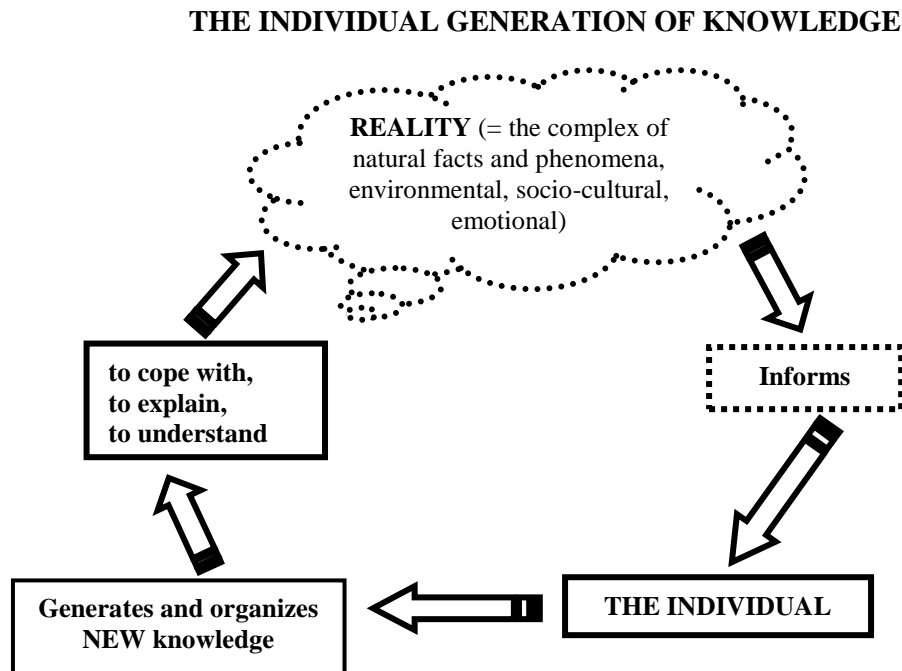 THE INDIVIDUAL GENERATION OF KNOWLEDGE
REALITY (= the complex of
natural facts and phenomena,
environmental, socio-cultural,
emotional)
Informs
THE INDIVIDUAL
Generates and organizes
NEW knowledge
to cope with,
to explain,
to understand